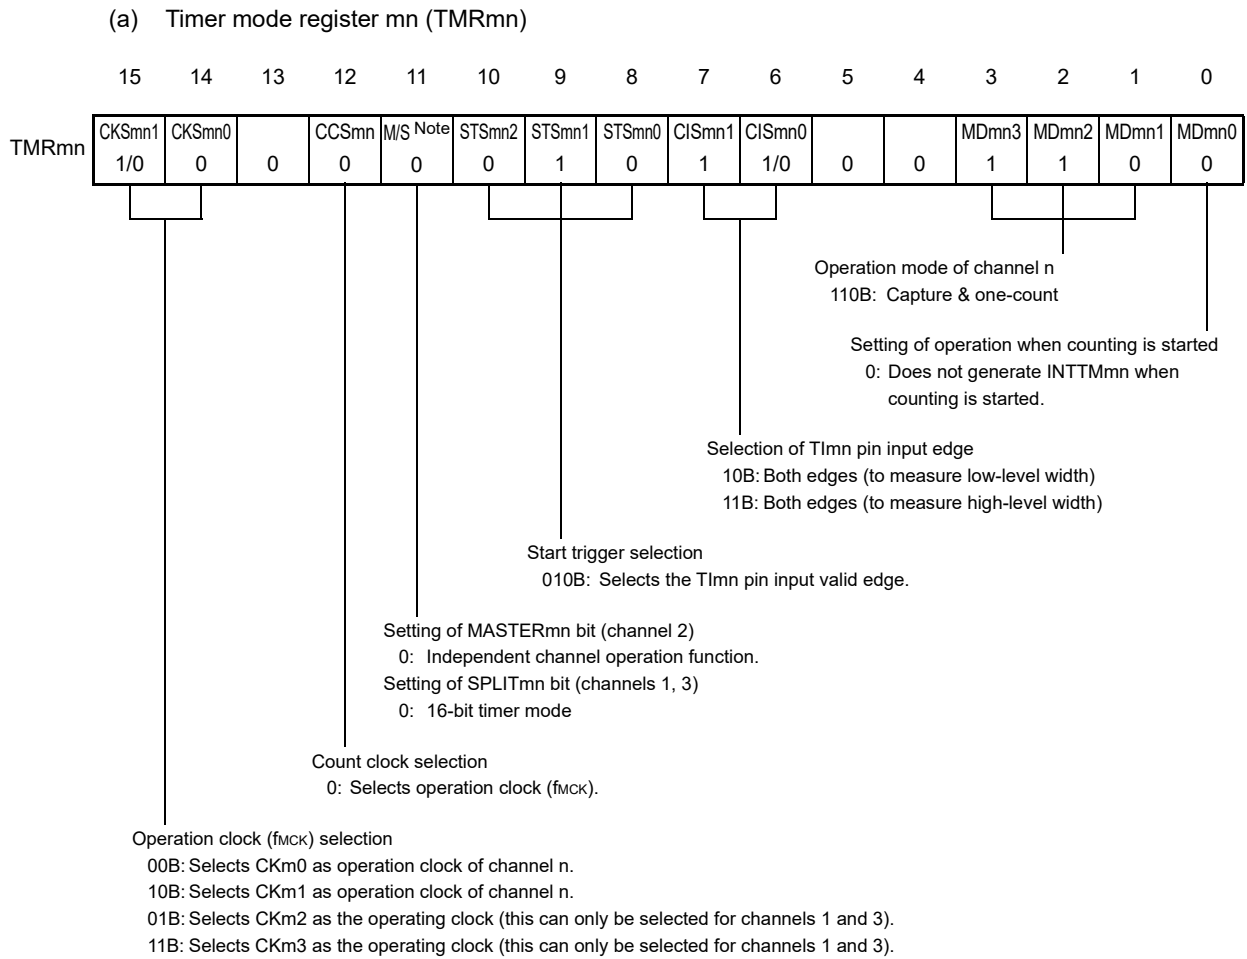 (a) Timer mode register mn (TMRmn)
15 14 13 12 11 10 9 8 7 6 5 4 3 2 1 0
TMRmn CKSmn1 CKSmn0 CCSmn M/S Note STSmn2 STSmn1 STSmn0 CISmn1 CISmn0 MDmn3 MDmn2 MDmn1 MDmn0
1/0 0 0 0 0 0 1 0 1 1/0 0 0 1 1 0 0
Operation mode of channel n
110B: Capture & one-count
Setting of operation when counting is started
0: Does not generate INTTMmn when
counting is started.
Selection of TImn pin input edge
10B: Both edges (to measure low-level width)
11B: Both edges (to measure high-level width)
Start trigger selection
010B: Selects the TImn pin input valid edge.
Setting of MASTERmn bit (channel 2)
0: Independent channel operation function.
Setting of SPLITmn bit (channels 1, 3)
0: 16-bit timer mode
Count clock selection
0: Selects operation clock (fMCK).
Operation clock (fMCK) selection
00B: Selects CKm0 as operation clock of channel n.
10B: Selects CKm1 as operation clock of channel n.
01B: Selects CKm2 as the operating clock (this can only be selected for channels 1 and 3).
11B: Selects CKm3 as the operating clock (this can only be selected for channels 1 and 3).